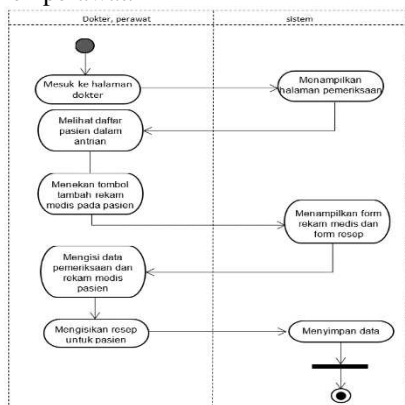 Dokter, perawat
sistem
Mesuk ke halaman
dokter
Menampilkan
halaman pemeriksaan
Melihat daftar
pasien dalam
antrian
Menekan tombol
tambah rekam
medis pada pasien
Menampilkan form
rekam medis dan
form resep
Mengisi data
pemeriksaan dan
rekam medis
pasien
Mengisikan resep
untuk pasien
Menyimpan data